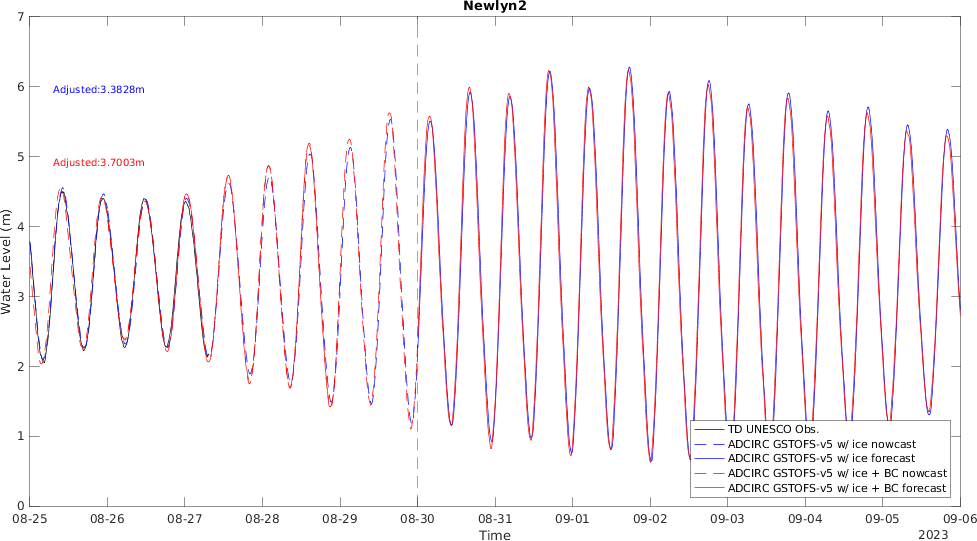 Newlyn2
7
6
5
4
3
2
1
0
Water Level (m)
Adjusted:3.3828m
Adjusted:3.7003m
TD UNESCO Obs.
ADCIRC GSTOFS-v5 w/ ice nowcast
ADCIRC GSTOFS-v5 w/ ice forecast
ADCIRC GSTOFS-v5 w/ ice + BC nowcast
ADCIRC GSTOFS-v5 w/ ice + BC forecast
08-25 08-26 08-27 08-28 08-29 08-30 08-31 09-01 09-02 09-03 09-04 09-05 09-06
Time
2023